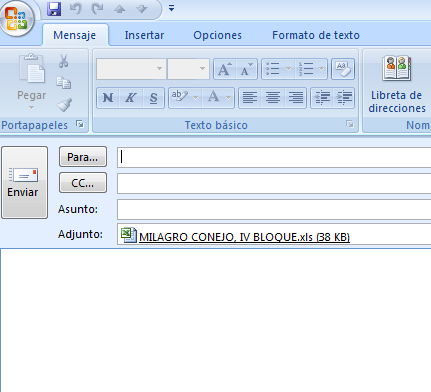 Mensaje Insertar Opciones Formato de texto
Pegar
Portapapeles
N K S
aby
A A
Texto básico
Libreta de
direcciones
Nom
Enviar
Para...
CC...
Asunto:
Adjunto: MILAGRO CONEJO, IV BLOQUE.xls (38 KB)